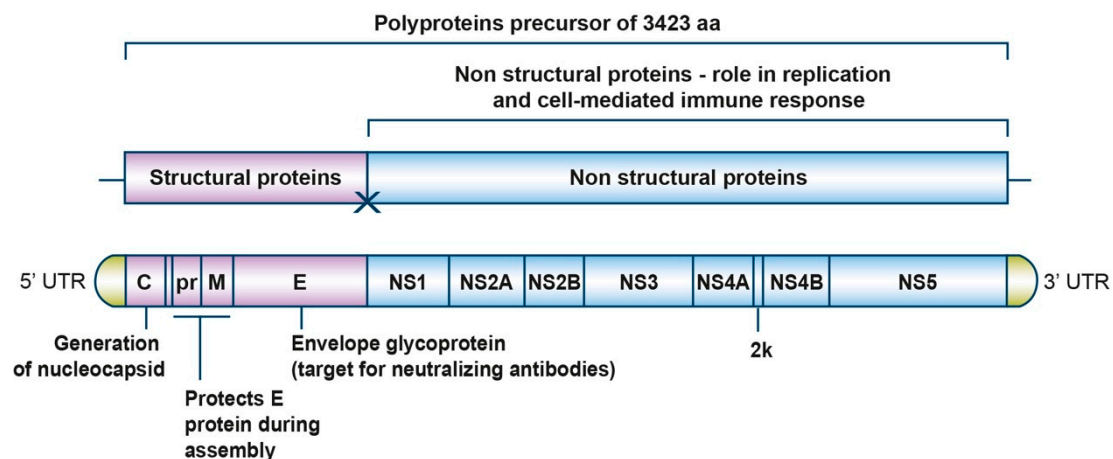 Polyproteins precursor of 3423 aa
Non structural proteins - role in replication
and cell-mediated immune response
Structural proteins
Non structural proteins
5’ UTR
C
pr
M
E
NS1
NS2A
NS2B
NS3
NS4A
NS4B
NS5
3’ UTR
Generation
of nucleocapsid
Protects E
protein during
assembly
Envelope glycoprotein
(target for neutralizing antibodies)
2k